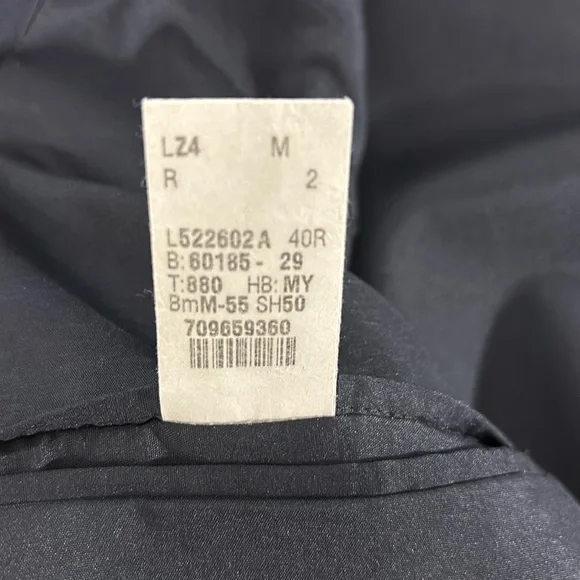 LZ4 M
R 2
L522602A 40R
B:60185- 29
T:880 HB:MY
BmM-55 SH50
709659360